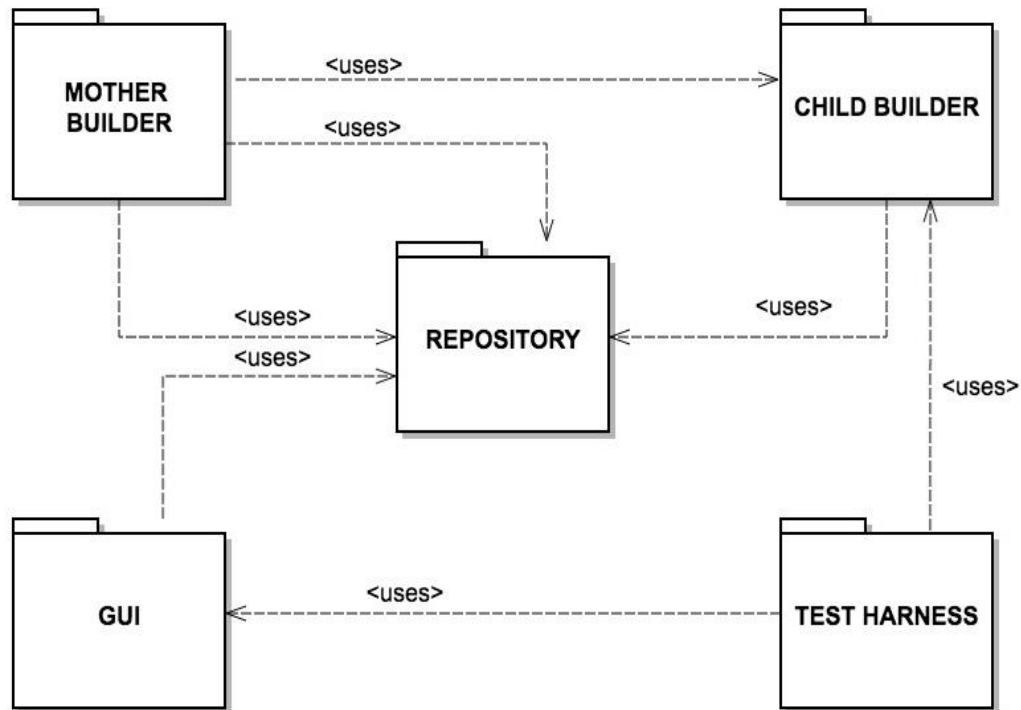 <uses>
MOTHER
BUILDER
CHILD BUILDER
<uses>
<uses>
<uses>
REPOSITORY
<uses>
<uses>
<uses>
GUI
TEST HARNESS